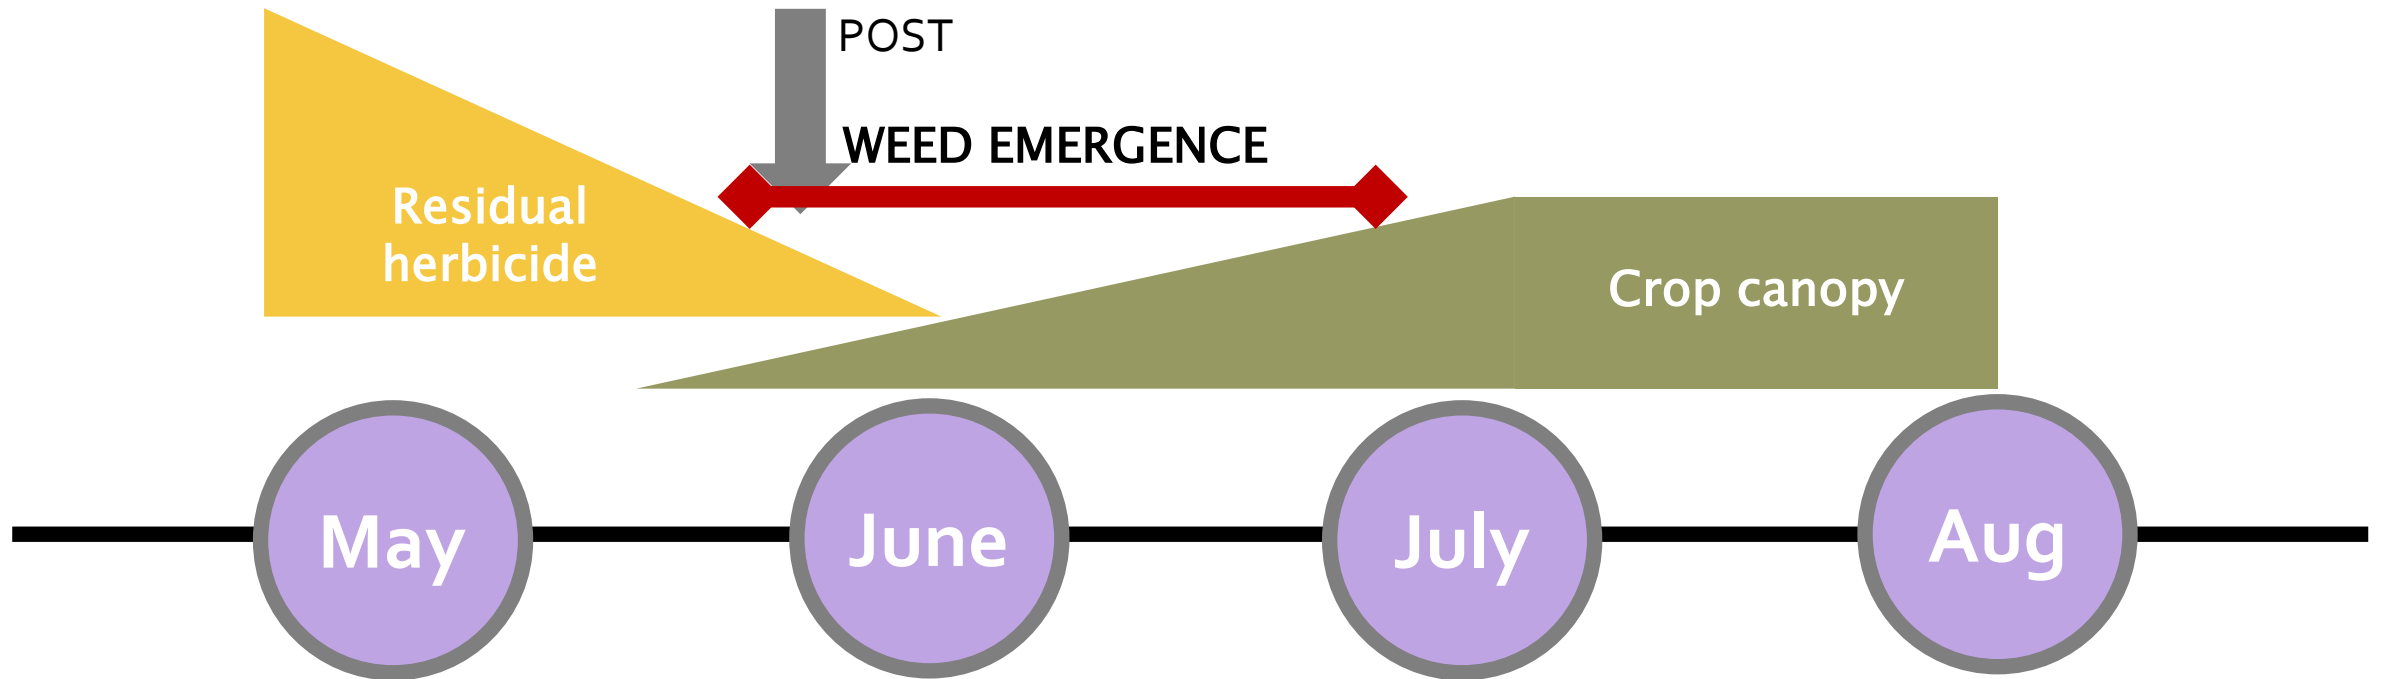 POST
WEED EMERGENCE
Residual
herbicide
Crop canopy
May
June
July
Aug